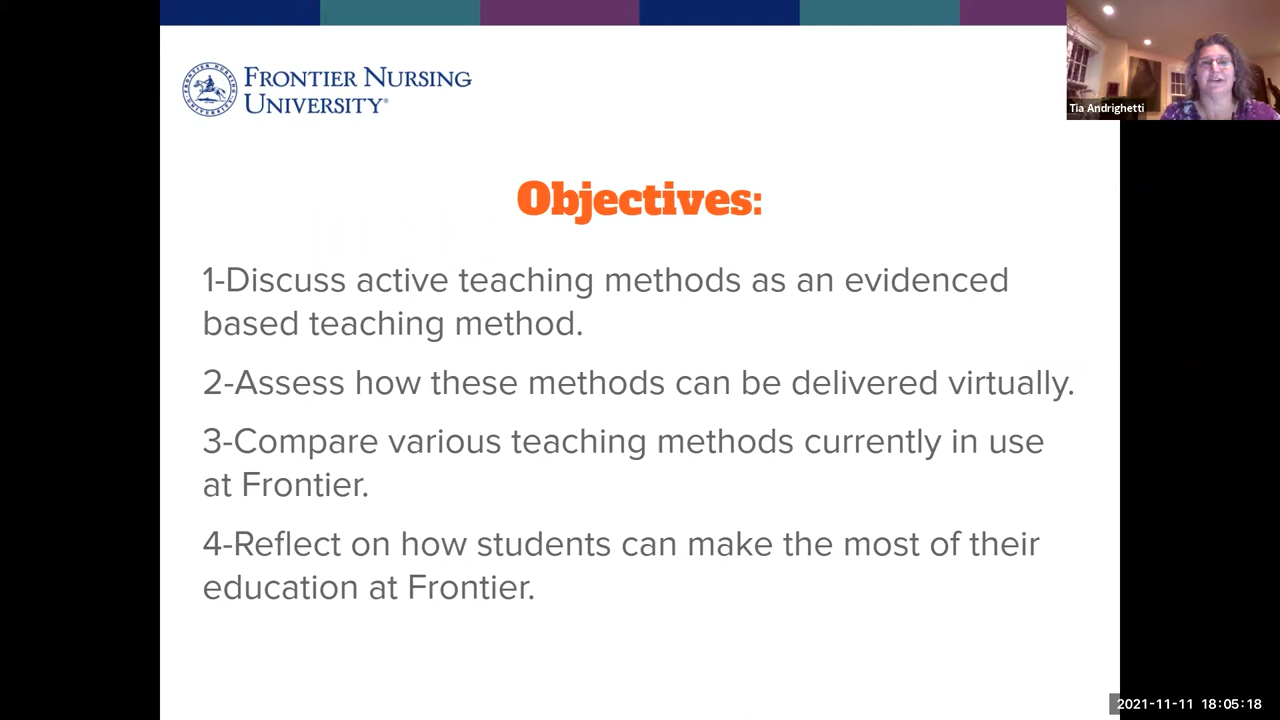 FRONTIER NURSING
UNIVERSITY®
Tia Andrighetti
Objectives:
1-Discuss active teaching methods as an evidenced
based teaching method.
2-Assess how these methods can be delivered virtually.
3-Compare various teaching methods currently in use
at Frontier.
4-Reflect on how students can make the most of their
education at Frontier.
2021-11-11 18:05:18